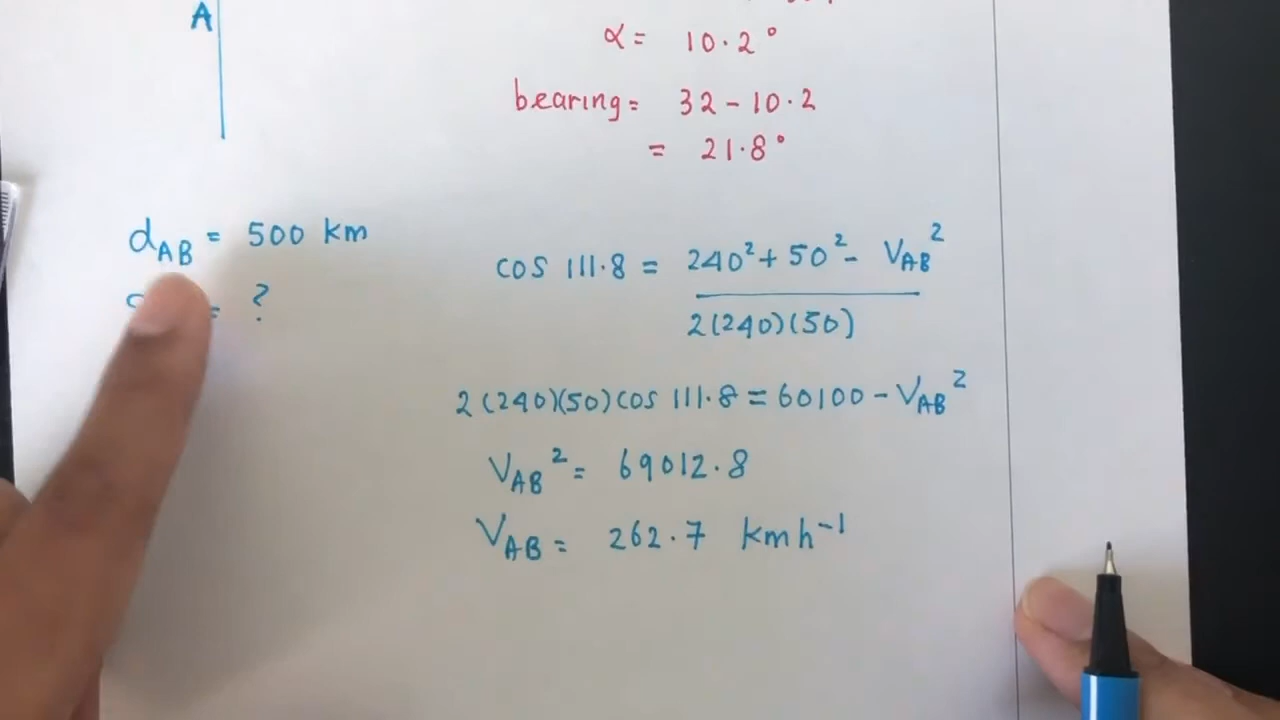 A
α = 10.2°
bearing = 32 - 10.2
= 21.8°
d_AB = 500 km
= ?
cos 111.8 = (240² + 50² - V_AB²) / 2(240)(50)
2(240)(50)cos 111.8 = 60100 - V_AB²
V_AB² = 69012.8
V_AB = 262.7 kmh⁻¹